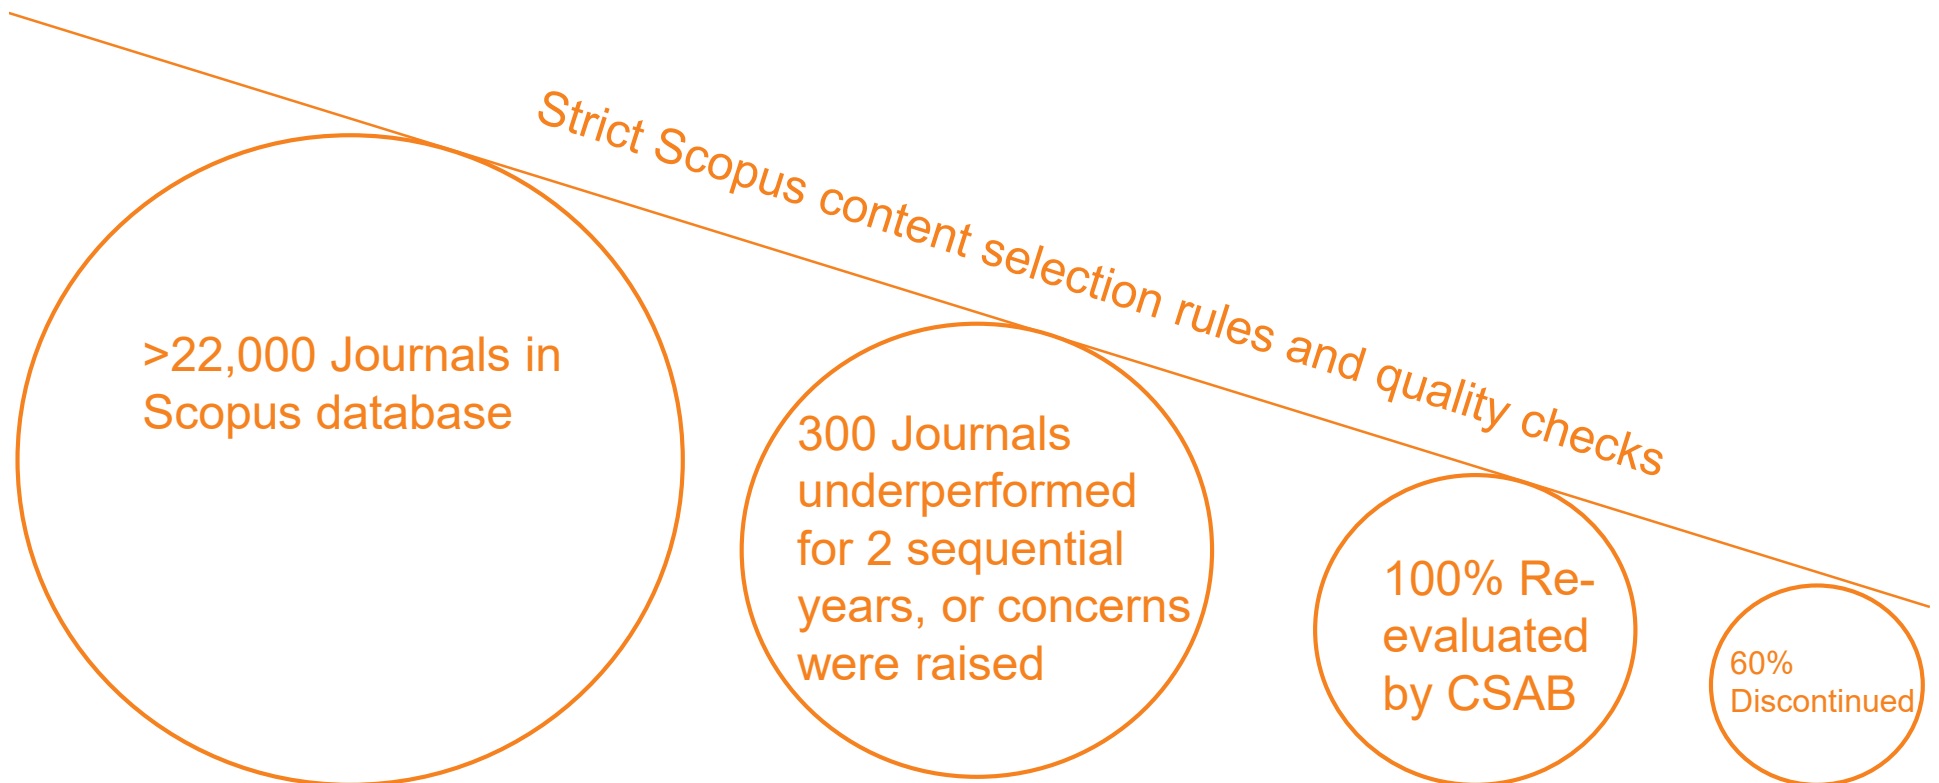 Strict Scopus content selection rules and quality checks
>22,000 Journals in
Scopus database
300 Journals
underperformed
for 2 sequential
years, or concerns
were raised
100% Re-
evaluated
by CSAB
60%
Discontinued